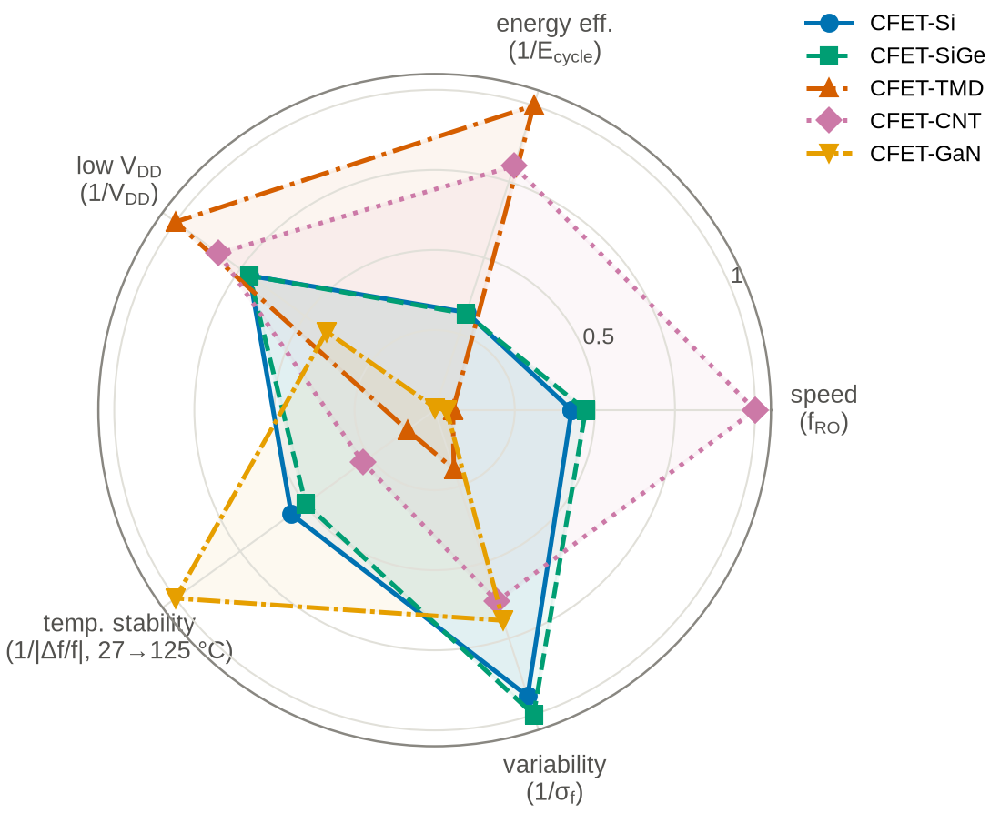 energy eff.
(1/E_cycle)
CFET-Si
CFET-SiGe
CFET-TMD
CFET-CNT
CFET-GaN
low V_DD
(1/V_DD)
1
0.5
speed
(f_RO)
temp. stability
(1/|Δf/f|, 27→125 °C)
variability
(1/σ_f)